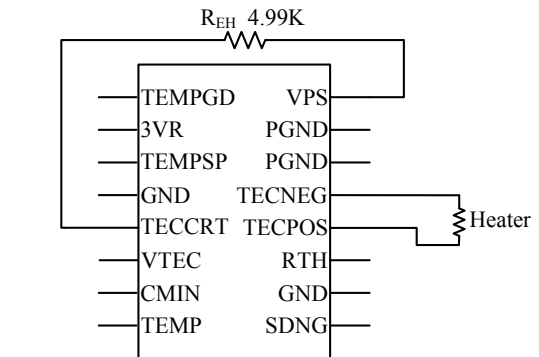 REH 4.99K
TEMPGD VPS
3VR PGND
TEMPSP PGND
GND TECNEG
TECCRT TECPOS
Heater
VTEC RTH
CMIN GND
TEMP SDNG